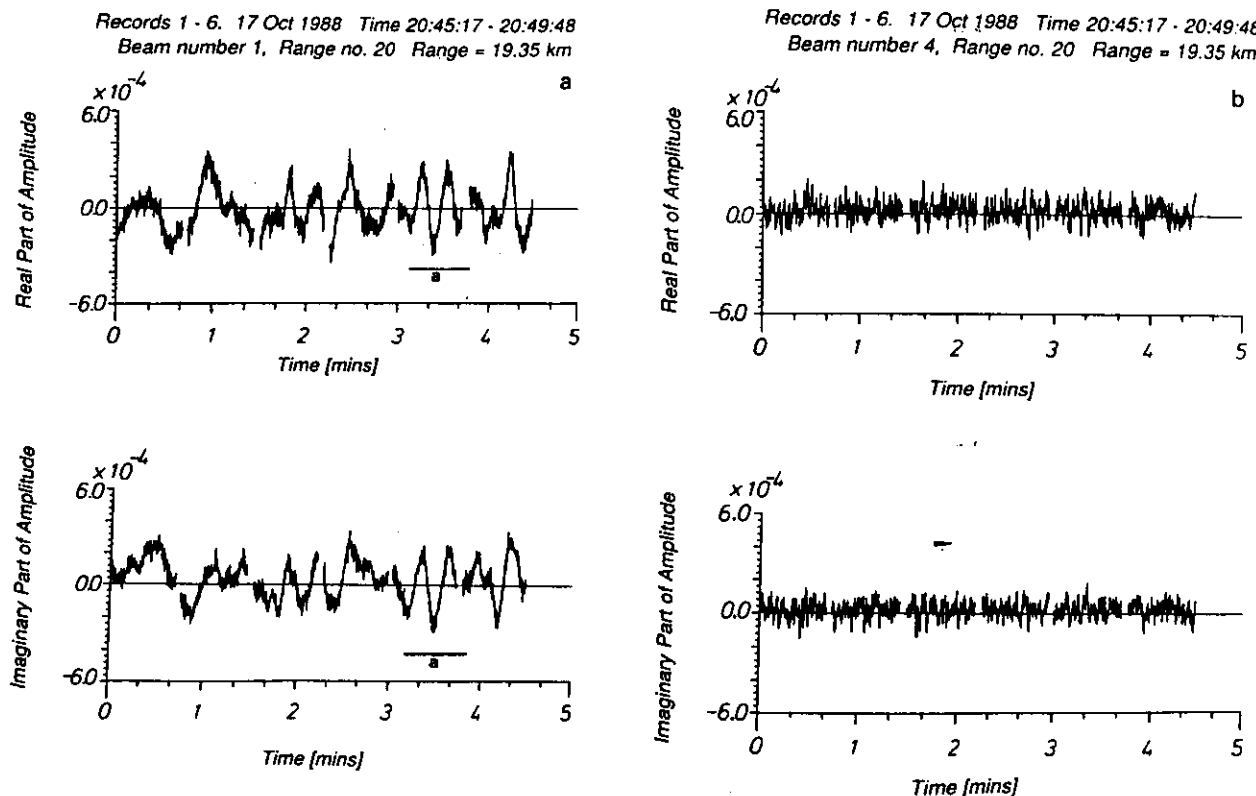 Records 1 - 6. 17 Oct 1988 Time 20:45:17 - 20:49:48
Beam number 1, Range no. 20 Range = 19.35 km
a
×10⁻⁴
6.0
0.0
-6.0
Real Part of Amplitude
a
0 1 2 3 4 5
Time [mins]
×10⁻⁴
6.0
0.0
-6.0
Imaginary Part of Amplitude
a
0 1 2 3 4 5
Time [mins]
Records 1 - 6. 17 Oct 1988 Time 20:45:17 - 20:49:48
Beam number 4, Range no. 20 Range = 19.35 km
b
×10⁻⁴
6.0
0.0
-6.0
Real Part of Amplitude
0 1 2 3 4 5
Time [mins]
×10⁻⁴
6.0
0.0
-6.0
Imaginary Part of Amplitude
0 1 2 3 4 5
Time [mins]